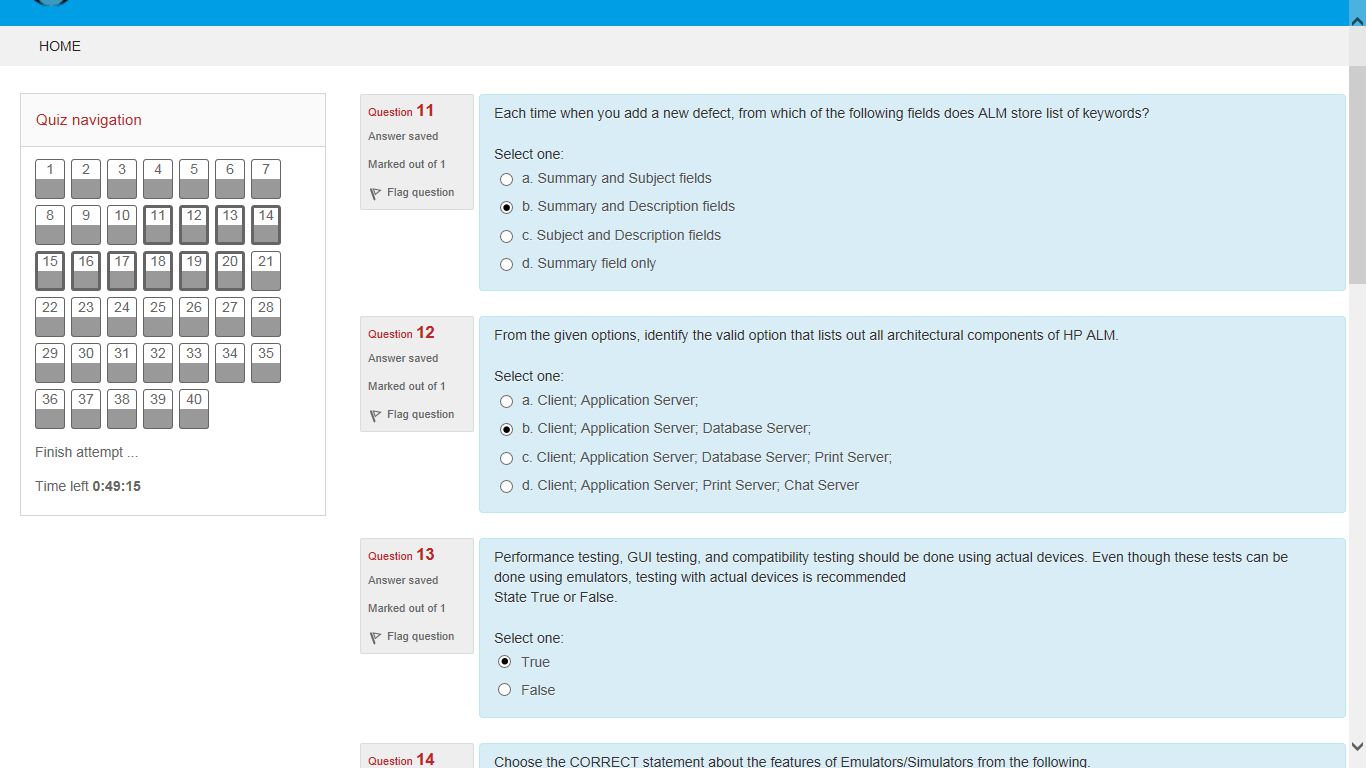 HOME
Quiz navigation
1 2 3 4 5 6 7
8 9 10 11 12 13 14
15 16 17 18 19 20 21
22 23 24 25 26 27 28
29 30 31 32 33 34 35
36 37 38 39 40
Finish attempt ...
Time left 0:49:15
Question 11
Answer saved
Marked out of 1
Flag question
Each time when you add a new defect, from which of the following fields does ALM store list of keywords?
Select one:
a. Summary and Subject fields
b. Summary and Description fields
c. Subject and Description fields
d. Summary field only
Question 12
Answer saved
Marked out of 1
Flag question
From the given options, identify the valid option that lists out all architectural components of HP ALM.
Select one:
a. Client; Application Server;
b. Client; Application Server; Database Server;
c. Client; Application Server; Database Server; Print Server;
d. Client; Application Server; Print Server; Chat Server
Question 13
Answer saved
Marked out of 1
Flag question
Performance testing, GUI testing, and compatibility testing should be done using actual devices. Even though these tests can be
done using emulators, testing with actual devices is recommended
State True or False.
Select one:
True
False
Question 14
Choose the CORRECT statement about the features of Emulators/Simulators from the following.